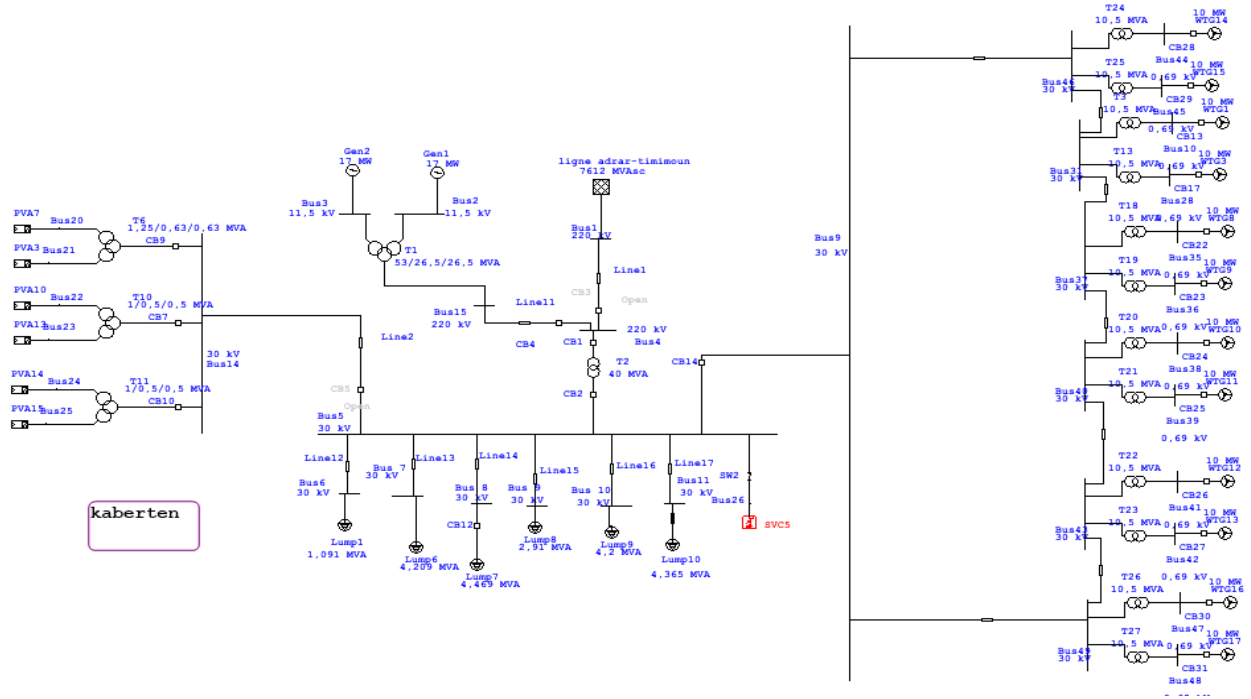 T24
10,5 MVA
10 MW
WTG14
CB28
Bus44
T25
10,5 MVA
0,69 kV
10 MW
WTG15
Bus46
30 kV
CB29
Bus45
T3
10,5 MVA
0,69 kV
10 MW
WTG1
CB13
Bus10
T13
10,5 MVA
0,69 kV
10 MW
WTG3
Bus31
30 kV
CB17
Bus28
T18
10,5 MVA
0,69 kV
10 MW
WTG8
CB22
Bus35
T19
10,5 MVA
0,69 kV
10 MW
WTG9
Bus37
30 kV
CB23
Bus36
T20
10,5 MVA
0,69 kV
10 MW
WTG10
CB24
Bus38
T21
10,5 MVA
0,69 kV
10 MW
WTG11
30 kV
CB25
Bus39
0,69 kV
T22
10,5 MVA
10 MW
WTG12
CB26
Bus41
T23
10,5 MVA
0,69 kV
10 MW
WTG13
Bus43
30 kV
CB27
Bus42
0,69 kV
T26
10,5 MVA
10 MW
WTG16
CB30
Bus47
T27
10,5 MVA
0,69 kV
10 MW
WTG17
Bus49
30 kV
CB31
Bus48
Gen2
17 MW
Gen1
17 MW
ligne adrar-timimoun
7612 MVAsc
Bus3
11,5 kV
Bus2
11,5 kV
Bus1
220 kV
T1
53/26,5/26,5 MVA
Line1
CB3
Open
Bus15
220 kV
Line11
CB4
CB1
220 kV
Bus4
T2
40 MVA
CB2
CB14
Bus9
30 kV
PVA7
Bus20
T6
1,25/0,63/0,63 MVA
CB9
PVA3
Bus21
PVA10
Bus22
T10
1/0,5/0,5 MVA
CB7
Bus23
30 kV
Bus14
Line2
PVA14
Bus24
T11
1/0,5/0,5 MVA
CB10
PVA15
Bus25
CB5
Open
Bus5
30 kV
Line12
Line13
Line14
Line15
Line16
Line17
SW2
Bus6
30 kV
Bus 7
30 kV
Bus 8
30 kV
Bus 9
30 kV
Bus 10
30 kV
Bus11
30 kV
Bus26
CB12
SVC5
Lump1
1,091 MVA
Lump6
4,209 MVA
Lump7
4,469 MVA
Lump8
2,91 MVA
Lump9
4,2 MVA
Lump10
4,365 MVA
kaberten